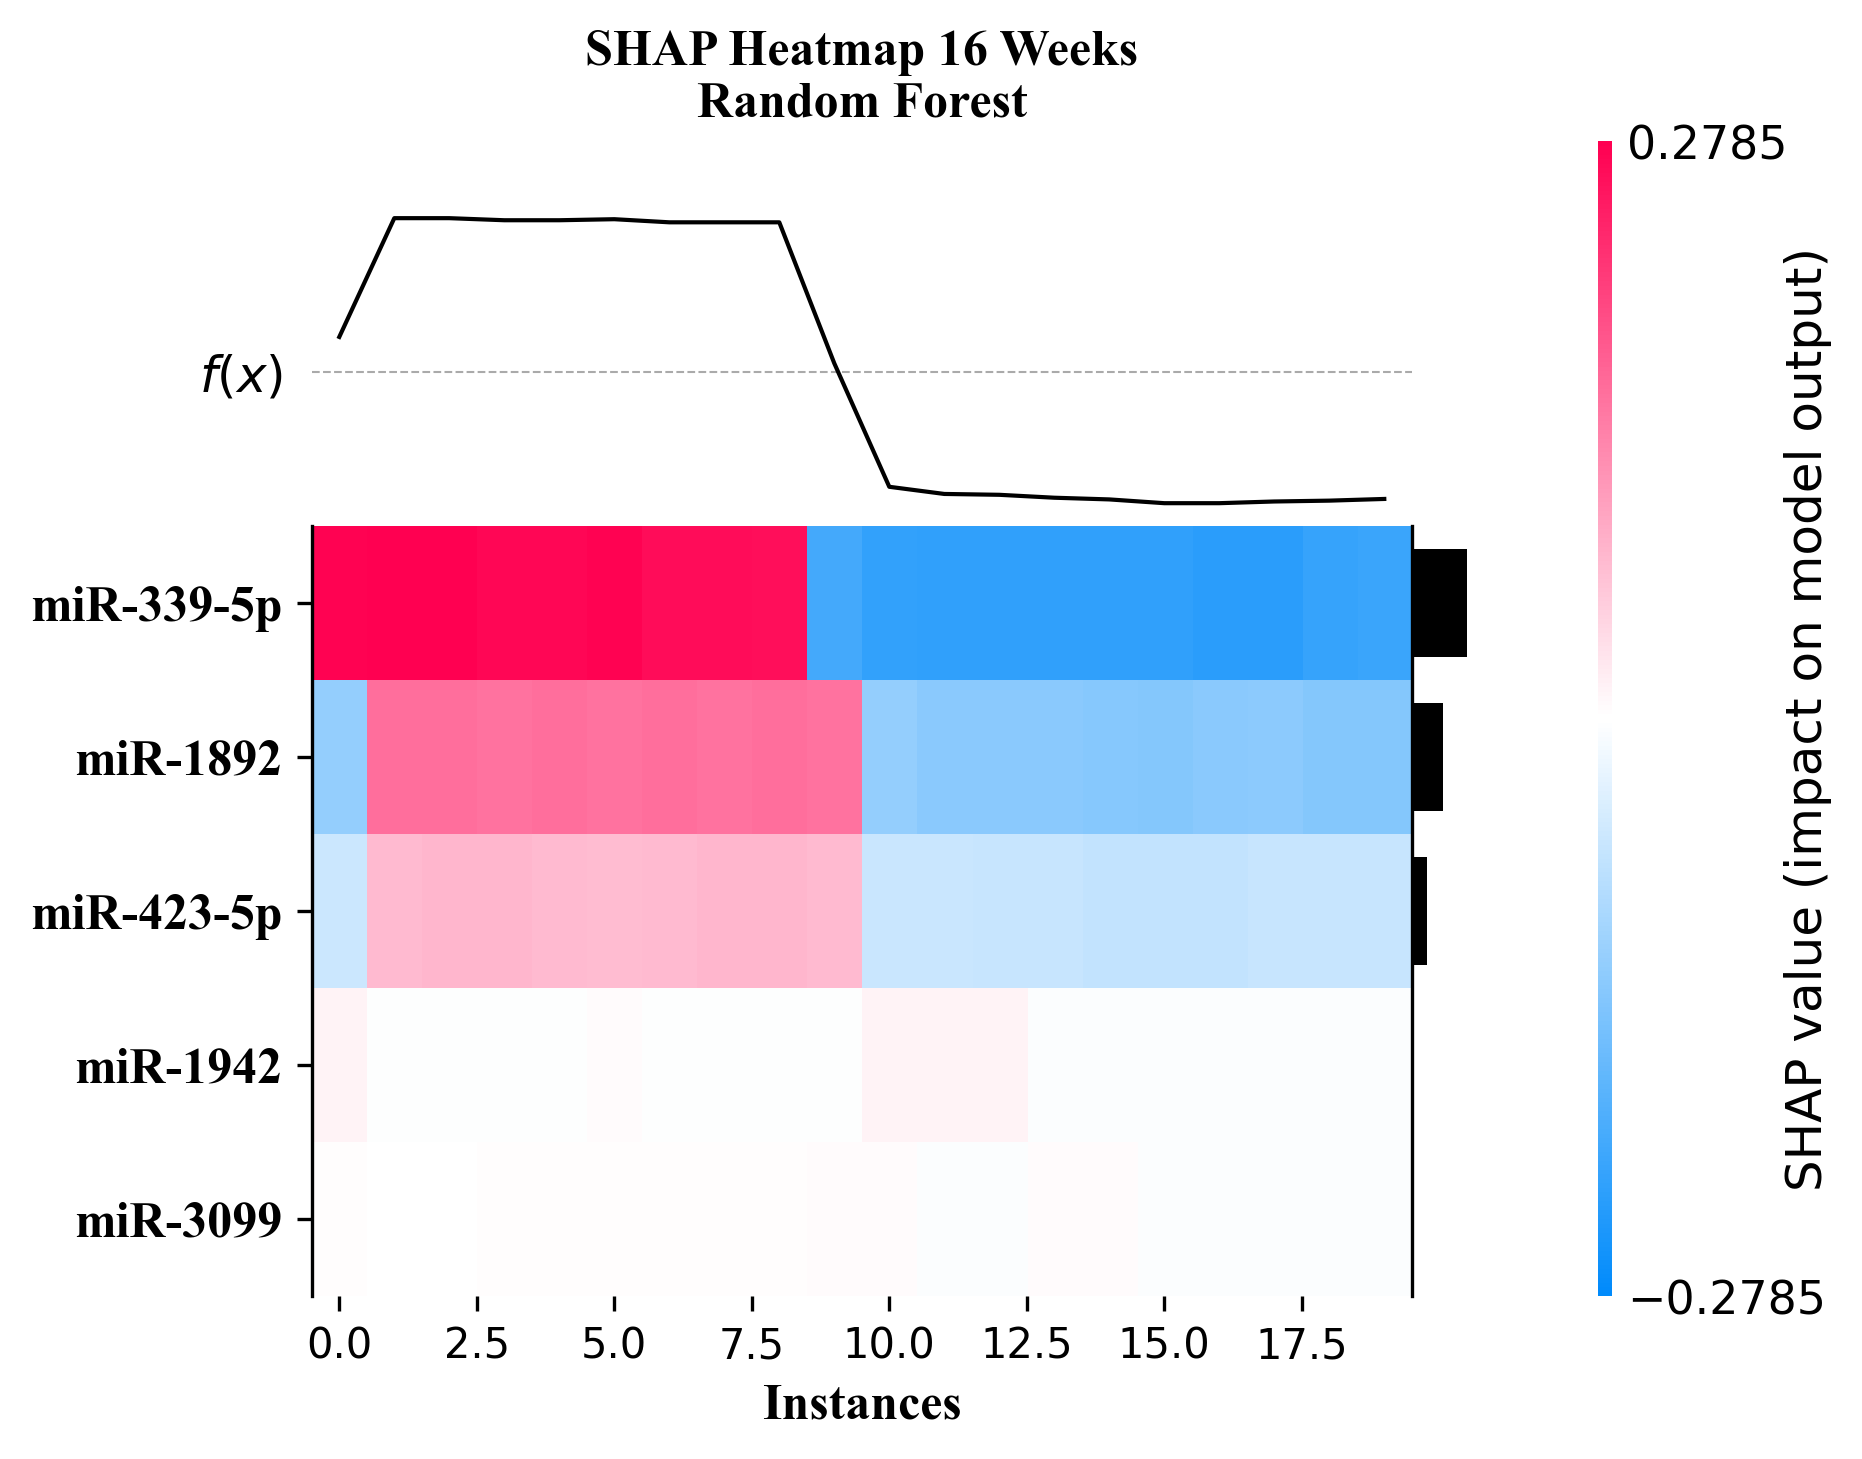 SHAP Heatmap 16 Weeks
Random Forest
0.2785
f(x)
miR-339-5p
miR-1892
miR-423-5p
miR-1942
miR-3099
SHAP value (impact on model output)
−0.2785
0.0 2.5 5.0 7.5 10.0 12.5 15.0 17.5
Instances